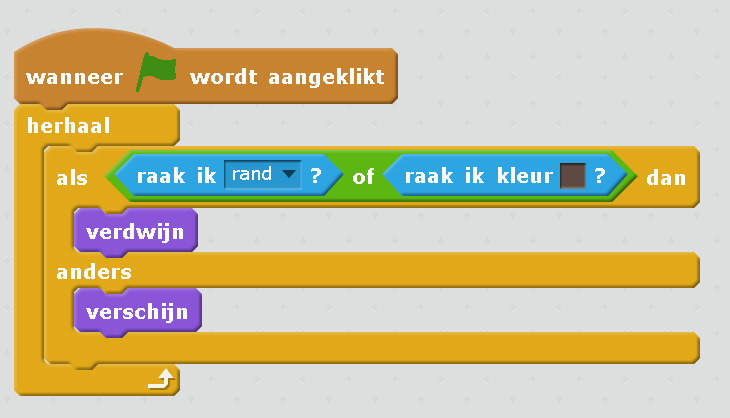 wanneer wordt aangeklikt
herhaal
als raak ik rand ? of raak ik kleur ? dan
verdwijn
anders
verschijn